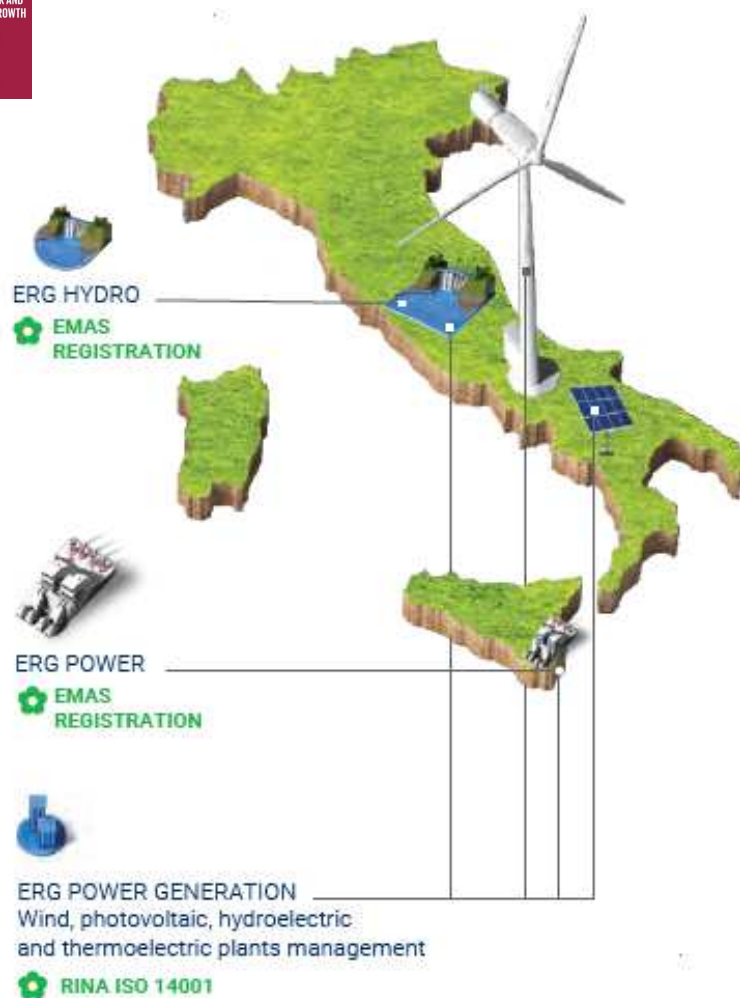 GROWTH
ERG HYDRO
EMAS
REGISTRATION
ERG POWER
EMAS
REGISTRATION
ERG POWER GENERATION
Wind, photovoltaic, hydroelectric
and thermoelectric plants management
RINA ISO 14001